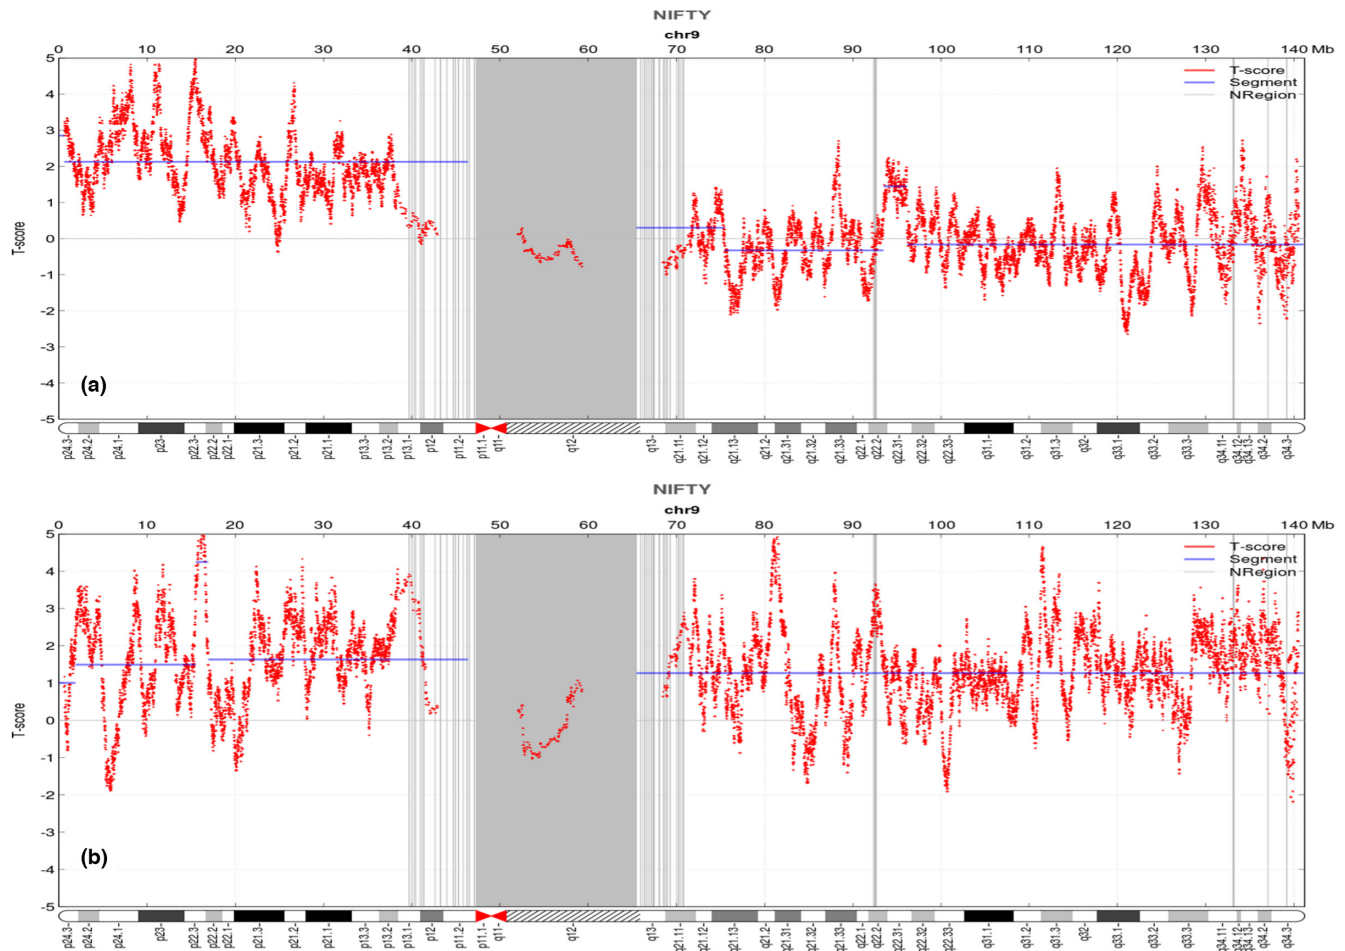 NIFTY
chr9
0 10 20 30 40 50 60 70 80 90 100 110 120 130 140 Mb
5
T-score
Segment
NRegion
4
3
2
1
0
-1
-2
-3
-4
-5
T-score
(a)
p24.3- p24.2- p24.1- p23- p22.3- p22.2- p22.1- p21.3- p21.2- p21.1- p13.3- p13.1- p12- p11.2- p11.1- q11- q12- q13- q21.11- q21.12- q21.13- q21.2- q21.31- q21.33- q22.1- q22.2- q22.31- q22.32- q22.33- q31.1- q31.2- q31.3- q32- q33.1- q33.2- q33.3- q34.11- q34.12- q34.13- q34.2- q34.3-
NIFTY
chr9
0 10 20 30 40 50 60 70 80 90 100 110 120 130 140 Mb
5
T-score
Segment
NRegion
4
3
2
1
0
-1
-2
-3
-4
-5
T-score
(b)
p24.3- p24.2- p24.1- p23- p22.3- p22.2- p22.1- p21.3- p21.2- p21.1- p13.3- p13.1- p12- p11.2- p11.1- q11- q12- q13- q21.11- q21.12- q21.13- q21.2- q21.31- q21.33- q22.1- q22.2- q22.31- q22.32- q22.33- q31.1- q31.2- q31.3- q32- q33.1- q33.2- q33.3- q34.11- q34.12- q34.13- q34.2- q34.3-